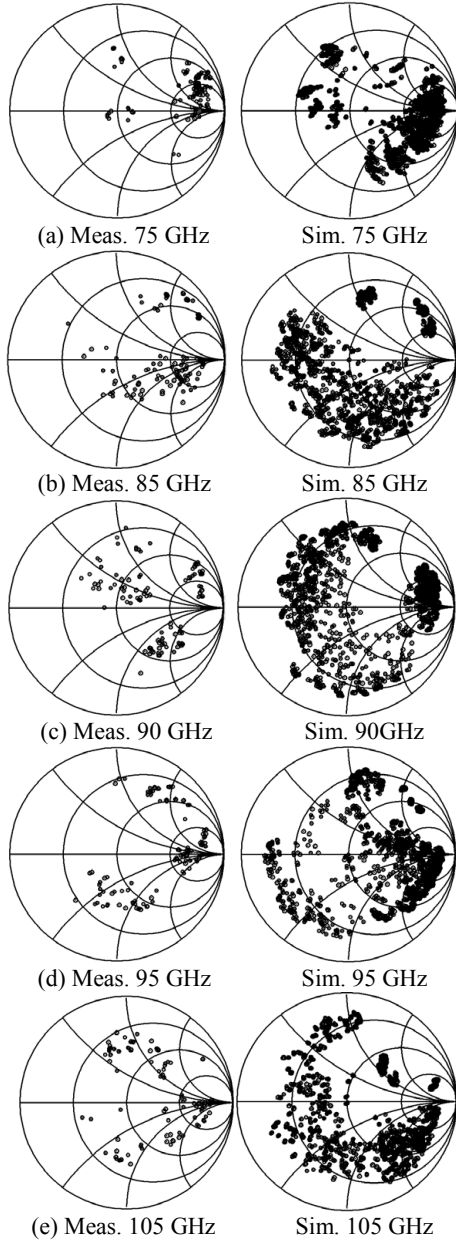 (a) Meas. 75 GHz Sim. 75 GHz
(b) Meas. 85 GHz Sim. 85 GHz
(c) Meas. 90 GHz Sim. 90GHz
(d) Meas. 95 GHz Sim. 95 GHz
(e) Meas. 105 GHz Sim. 105 GHz